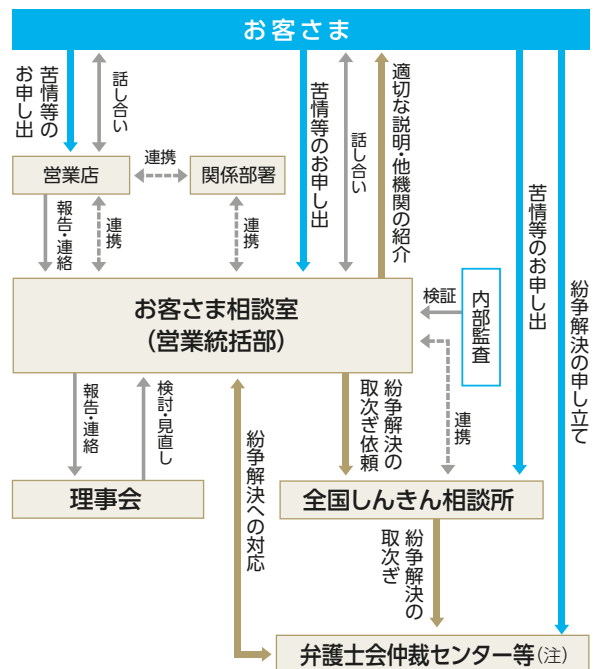 お客さま
苦情等の
お申し出
話し合い
苦情等のお申し出
話し合い
適切な説明・他機関の紹介
苦情等のお申し出
紛争解決の申し立て
営業店
連携
関係部署
報告・連絡
連携
連携
お客さま相談室
（営業統括部）
検証
内部監査
報告・連絡
検討・見直し
紛争解決への対応
紛争解決の
取次ぎ依頼
連携
理事会
全国しんきん相談所
紛争解決の
取次ぎ
弁護士会仲裁センター等(注)